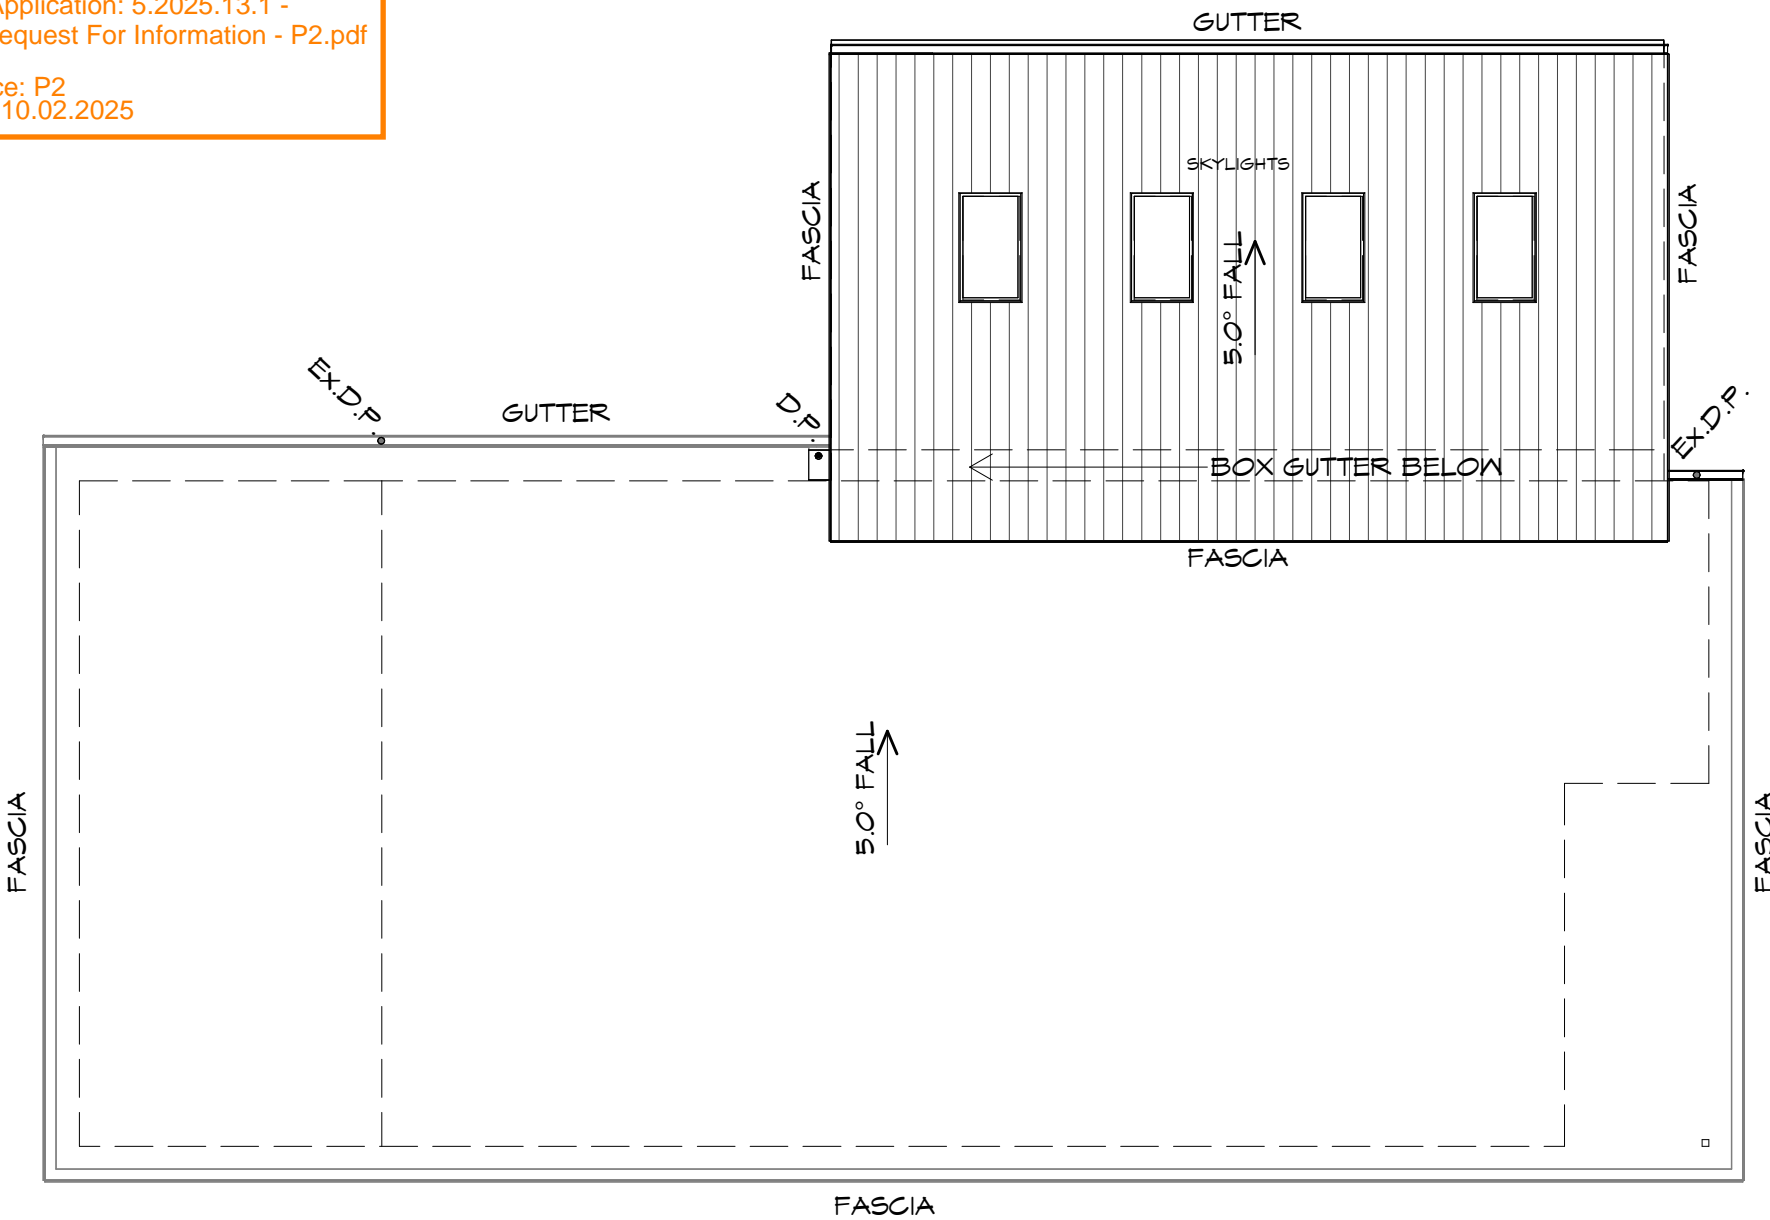 Application: 5.2025.13.1 -
equest For Information - P2.pdf
ce: P2
10.02.2025
GUTTER
SKYLIGHTS
FASCIA
FASCIA
5.0° FALL
Ex.D.P.
GUTTER
D.P.
Ex.D.P.
BOX GUTTER BELOW
FASCIA
5.0° FALL
FASCIA
FASCIA
FASCIA